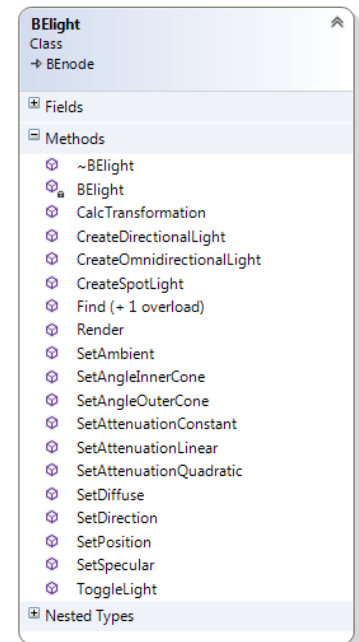 BElight
Class
BEnode
Fields
Methods
~BElight
BElight
CalcTransformation
CreateDirectionalLight
CreateOmnidirectionalLight
CreateSpotLight
Find (+ 1 overload)
Render
SetAmbient
SetAngleInnerCone
SetAngleOuterCone
SetAttenuationConstant
SetAttenuationLinear
SetAttenuationQuadratic
SetDiffuse
SetDirection
SetPosition
SetSpecular
ToggleLight
Nested Types